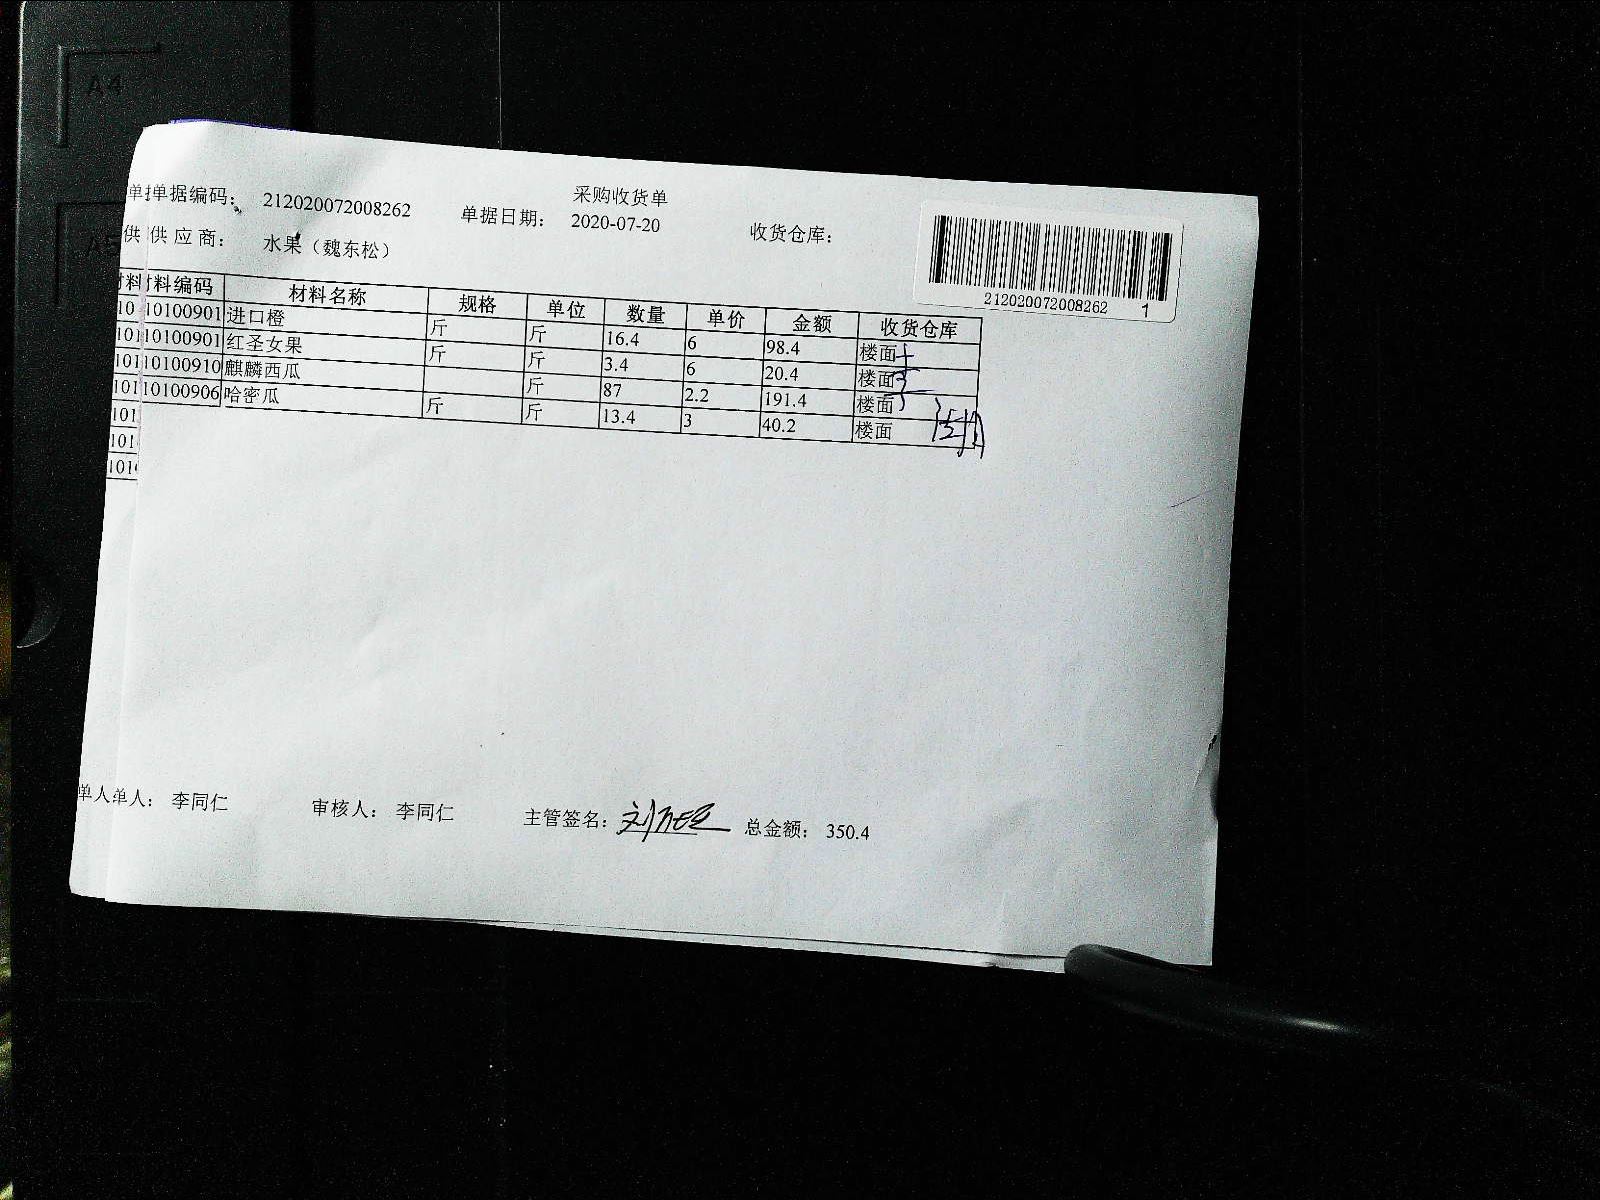 A4
A5
采购收货单
单据编码： 212020072008262 单据日期： 2020-07-20 收货仓库：
供应商： 水果（魏东松）
212020072008262 1
材料编码 材料名称 规格 单位 数量 单价 金额 收货仓库
10100901 进口橙 斤 斤 16.4 6 98.4 楼面
10100901 红圣女果 斤 斤 3.4 6 20.4 楼面
10100910 麒麟西瓜 斤 87 2.2 191.4 楼面
10100906 哈密瓜 斤 斤 13.4 3 40.2 楼面
单人： 李同仁 审核人： 李同仁 主管签名： 总金额： 350.4